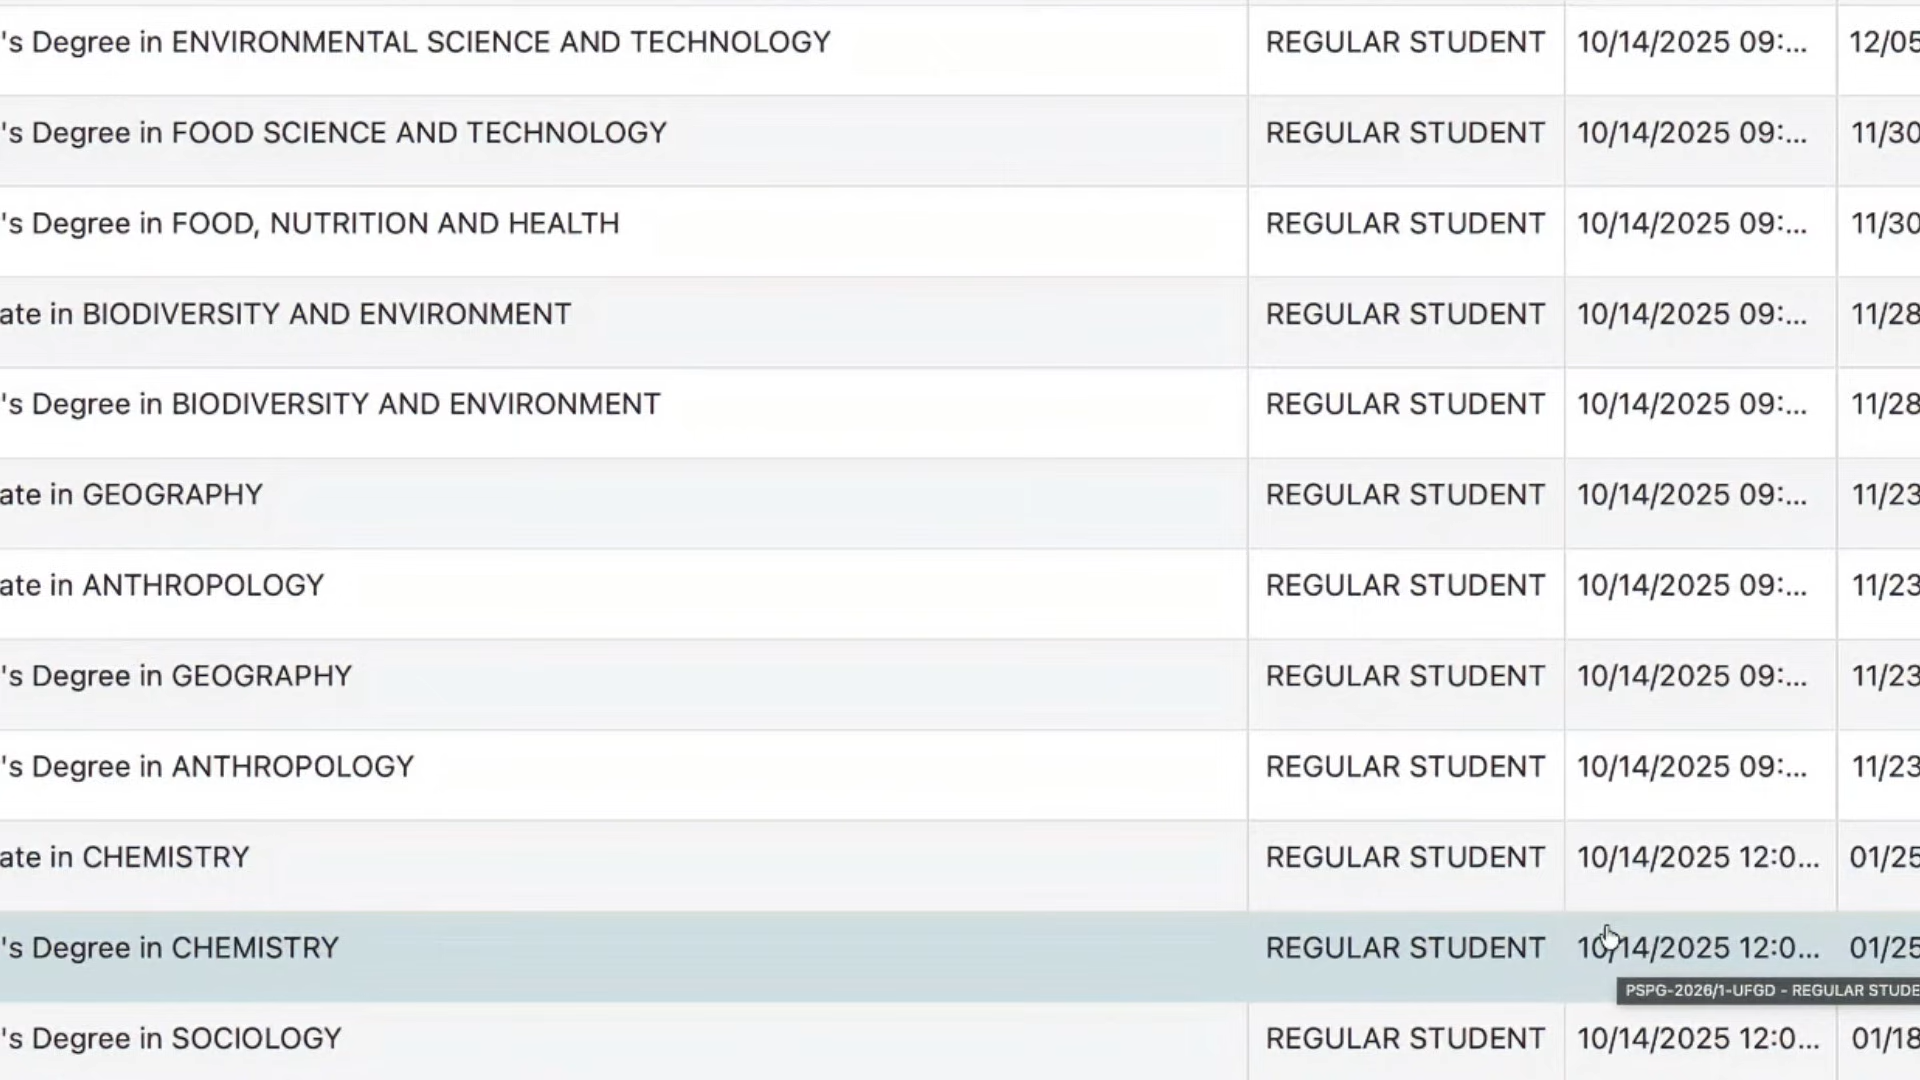 's Degree in ENVIRONMENTAL SCIENCE AND TECHNOLOGY REGULAR STUDENT 10/14/2025 09:... 12/05
's Degree in FOOD SCIENCE AND TECHNOLOGY REGULAR STUDENT 10/14/2025 09:... 11/30
's Degree in FOOD, NUTRITION AND HEALTH REGULAR STUDENT 10/14/2025 09:... 11/30
ate in BIODIVERSITY AND ENVIRONMENT REGULAR STUDENT 10/14/2025 09:... 11/28
's Degree in BIODIVERSITY AND ENVIRONMENT REGULAR STUDENT 10/14/2025 09:... 11/28
ate in GEOGRAPHY REGULAR STUDENT 10/14/2025 09:... 11/23
ate in ANTHROPOLOGY REGULAR STUDENT 10/14/2025 09:... 11/23
's Degree in GEOGRAPHY REGULAR STUDENT 10/14/2025 09:... 11/23
's Degree in ANTHROPOLOGY REGULAR STUDENT 10/14/2025 09:... 11/23
ate in CHEMISTRY REGULAR STUDENT 10/14/2025 12:0... 01/25
's Degree in CHEMISTRY REGULAR STUDENT 10/14/2025 12:0... 01/25
PSPG-2026/1-UFGD - REGULAR STUDE
's Degree in SOCIOLOGY REGULAR STUDENT 10/14/2025 12:0... 01/18